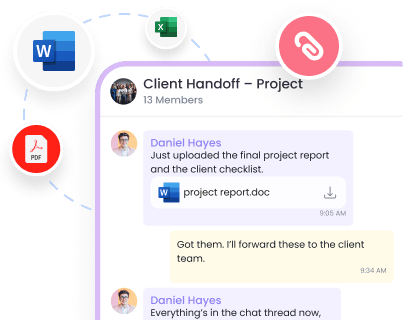 W
X
PDF
Client Handoff – Project
13 Members
Daniel Hayes
Just uploaded the final project report
and the client checklist.
W
project report.doc
9:05 AM
Got them. I'll forward these to the client
team.
9:34 AM
Daniel Hayes
Everything's in the chat thread now,